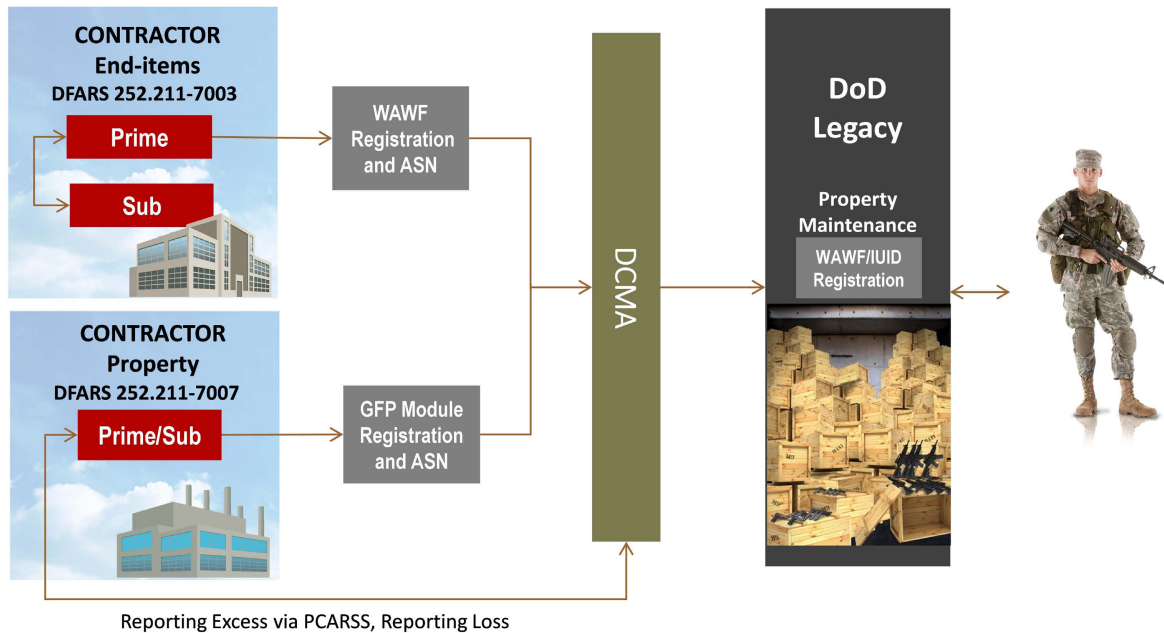 CONTRACTOR
End-items
DFARS 252.211-7003
Prime
Sub
WAWF
Registration
and ASN
CONTRACTOR
Property
DFARS 252.211-7007
Prime/Sub
GFP Module
Registration
and ASN
DCMA
DoD
Legacy
Property
Maintenance
WAWF/IUID
Registration
Reporting Excess via PCARSS, Reporting Loss